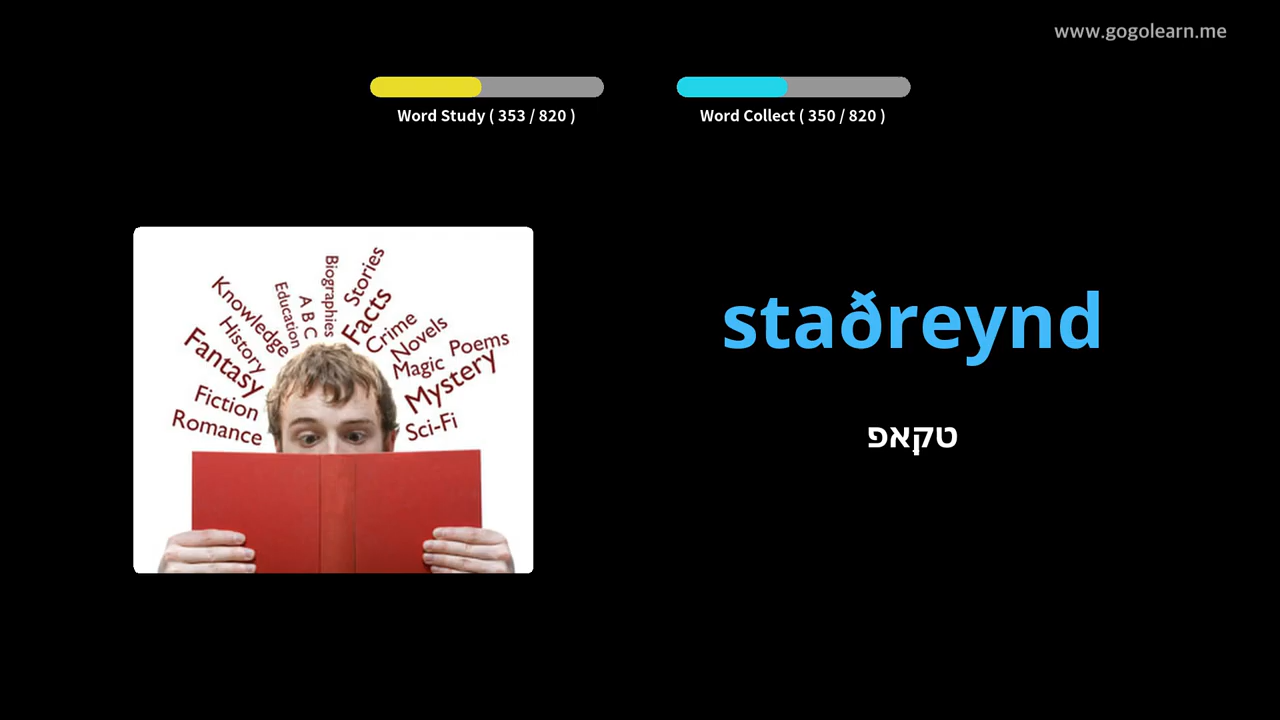 www.gogolearn.me
Word Study ( 353 / 820 )
Word Collect ( 350 / 820 )
Biographies
Stories
Education
A B C
Facts
Knowledge
Crime
History
Novels
Fantasy
Magic
Poems
Mystery
Fiction
Romance
Sci-Fi
staðreynd
טקאפ